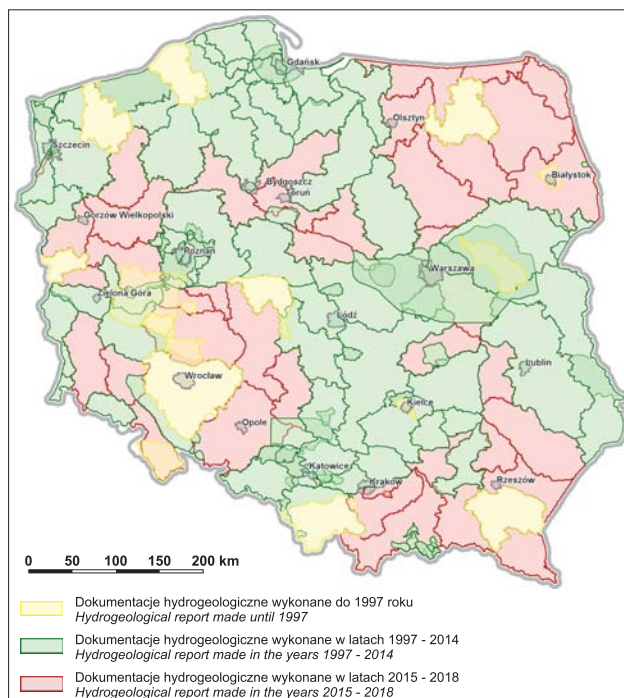 Gdańsk
Olsztyn
Szczecin
Białystok
Bydgoszcz
Toruń
Gorzów Wielkopolski
Poznań
Warszawa
Zielona Góra
Łódź
Lublin
Wrocław
Kielce
Opole
Katowice
Kraków
Rzeszów
0 50 100 150 200 km
Dokumentacje hydrogeologiczne wykonane do 1997 roku
Hydrogeological report made until 1997
Dokumentacje hydrogeologiczne wykonane w latach 1997 - 2014
Hydrogeological report made in the years 1997 - 2014
Dokumentacje hydrogeologiczne wykonane w latach 2015 - 2018
Hydrogeological report made in the years 2015 - 2018